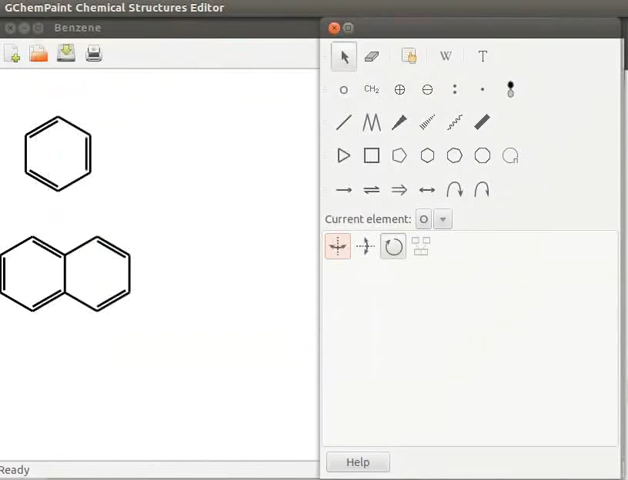 GChemPaint Chemical Structures Editor
Benzene
W T
O CH₂
Current element: O
Help
Ready